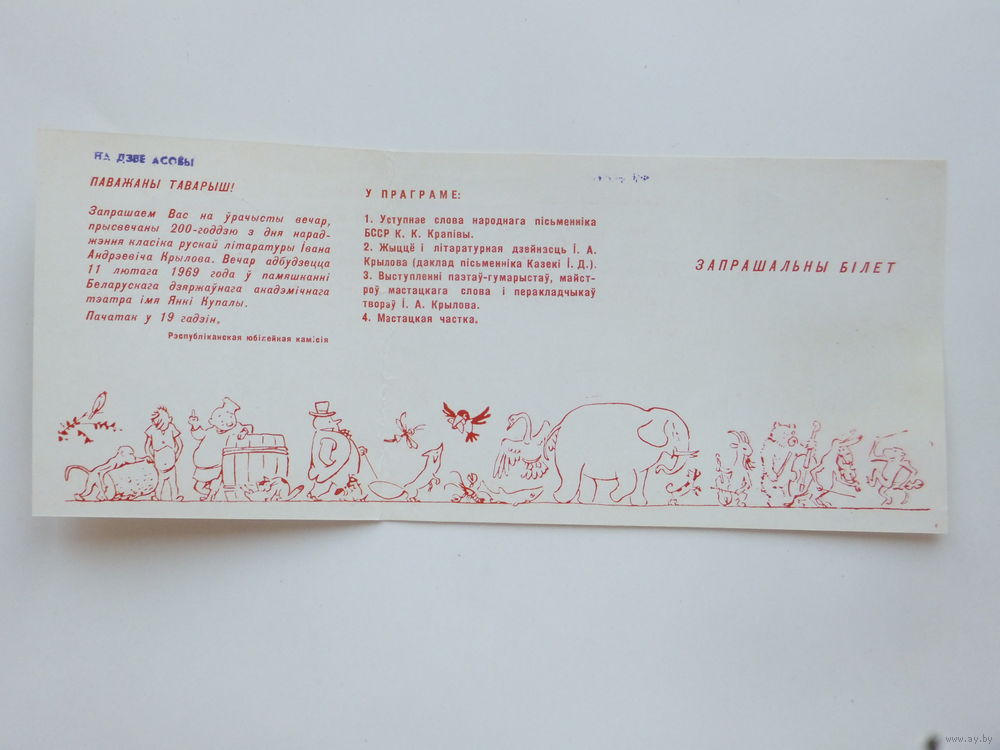 НА ДЗВЕ АСОБЫ
ПАВАЖАНЫ ТАВАРЫШ!
Запрашаем Вас на ўрачысты вечар,
прысвечаны 200-годдзю з дня нарад-
жэння класіка рускай літаратуры Івана
Андрэевіча Крылова. Вечар адбудзецца
11 лютага 1969 года ў памяшканні
Беларускага дзяржаўнага акадэмічнага
тэатра імя Янкі Купалы.
Пачатак у 19 гадзін.
Рэспубліканская юбілейная камісія
У ПРАГРАМЕ:
1. Уступнае слова народнага пісьменніка
БССР К. К. Крапівы.
2. Жыццё і літаратурная дзейнасць І. А.
Крылова (даклад пісьменніка Казекі І. Д.).
3. Выступленні паэтаў-гумарыстаў, майст-
роў мастацкага слова і перакладчыкаў
твораў І. А. Крылова.
4. Мастацкая частка.
ЗАПРАШАЛЬНЫ БІЛЕТ
www.ay.by